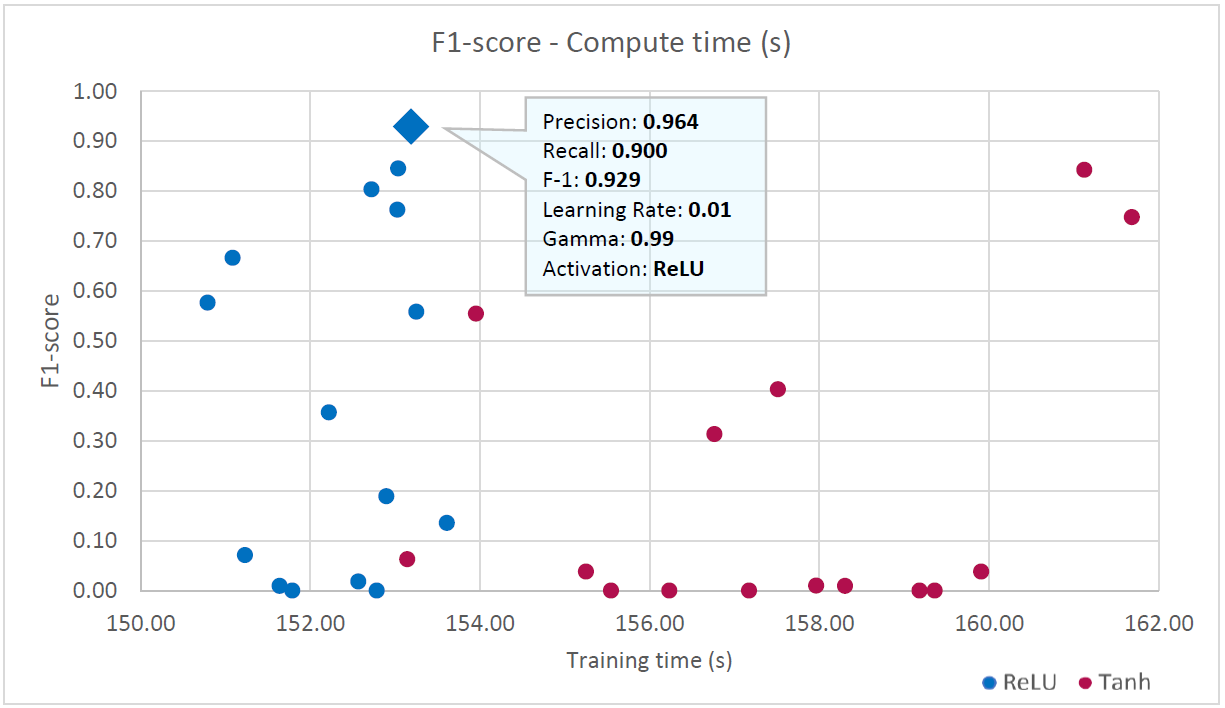 F1-score - Compute time (s)
1.00
0.90
0.80
0.70
0.60
0.50
0.40
0.30
0.20
0.10
0.00
F1-score
Precision: 0.964
Recall: 0.900
F-1: 0.929
Learning Rate: 0.01
Gamma: 0.99
Activation: ReLU
150.00 152.00 154.00 156.00 158.00 160.00 162.00
Training time (s)
ReLU Tanh